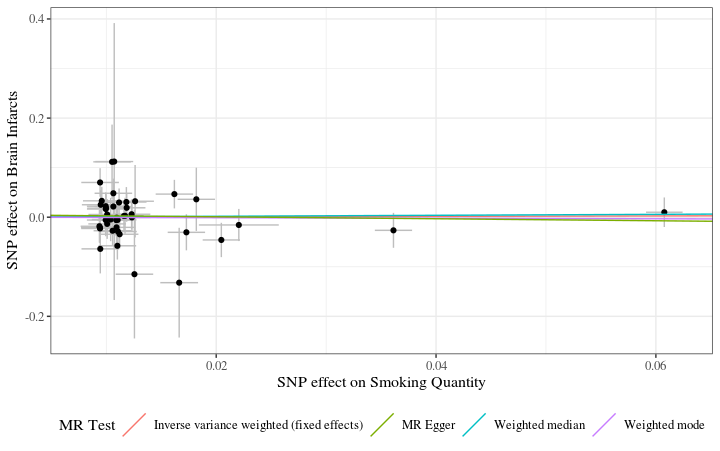 0.4
0.2
0.0
-0.2
SNP effect on Brain Infarcts
0.02 0.04 0.06
SNP effect on Smoking Quantity
MR Test Inverse variance weighted (fixed effects) MR Egger Weighted median Weighted mode